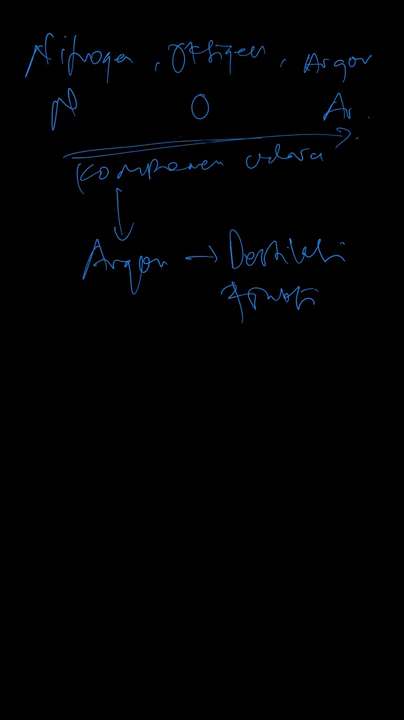 Nitrogen, Oksigen, Argon
N O Ar.
Komponen udara
Argon → Destilasi